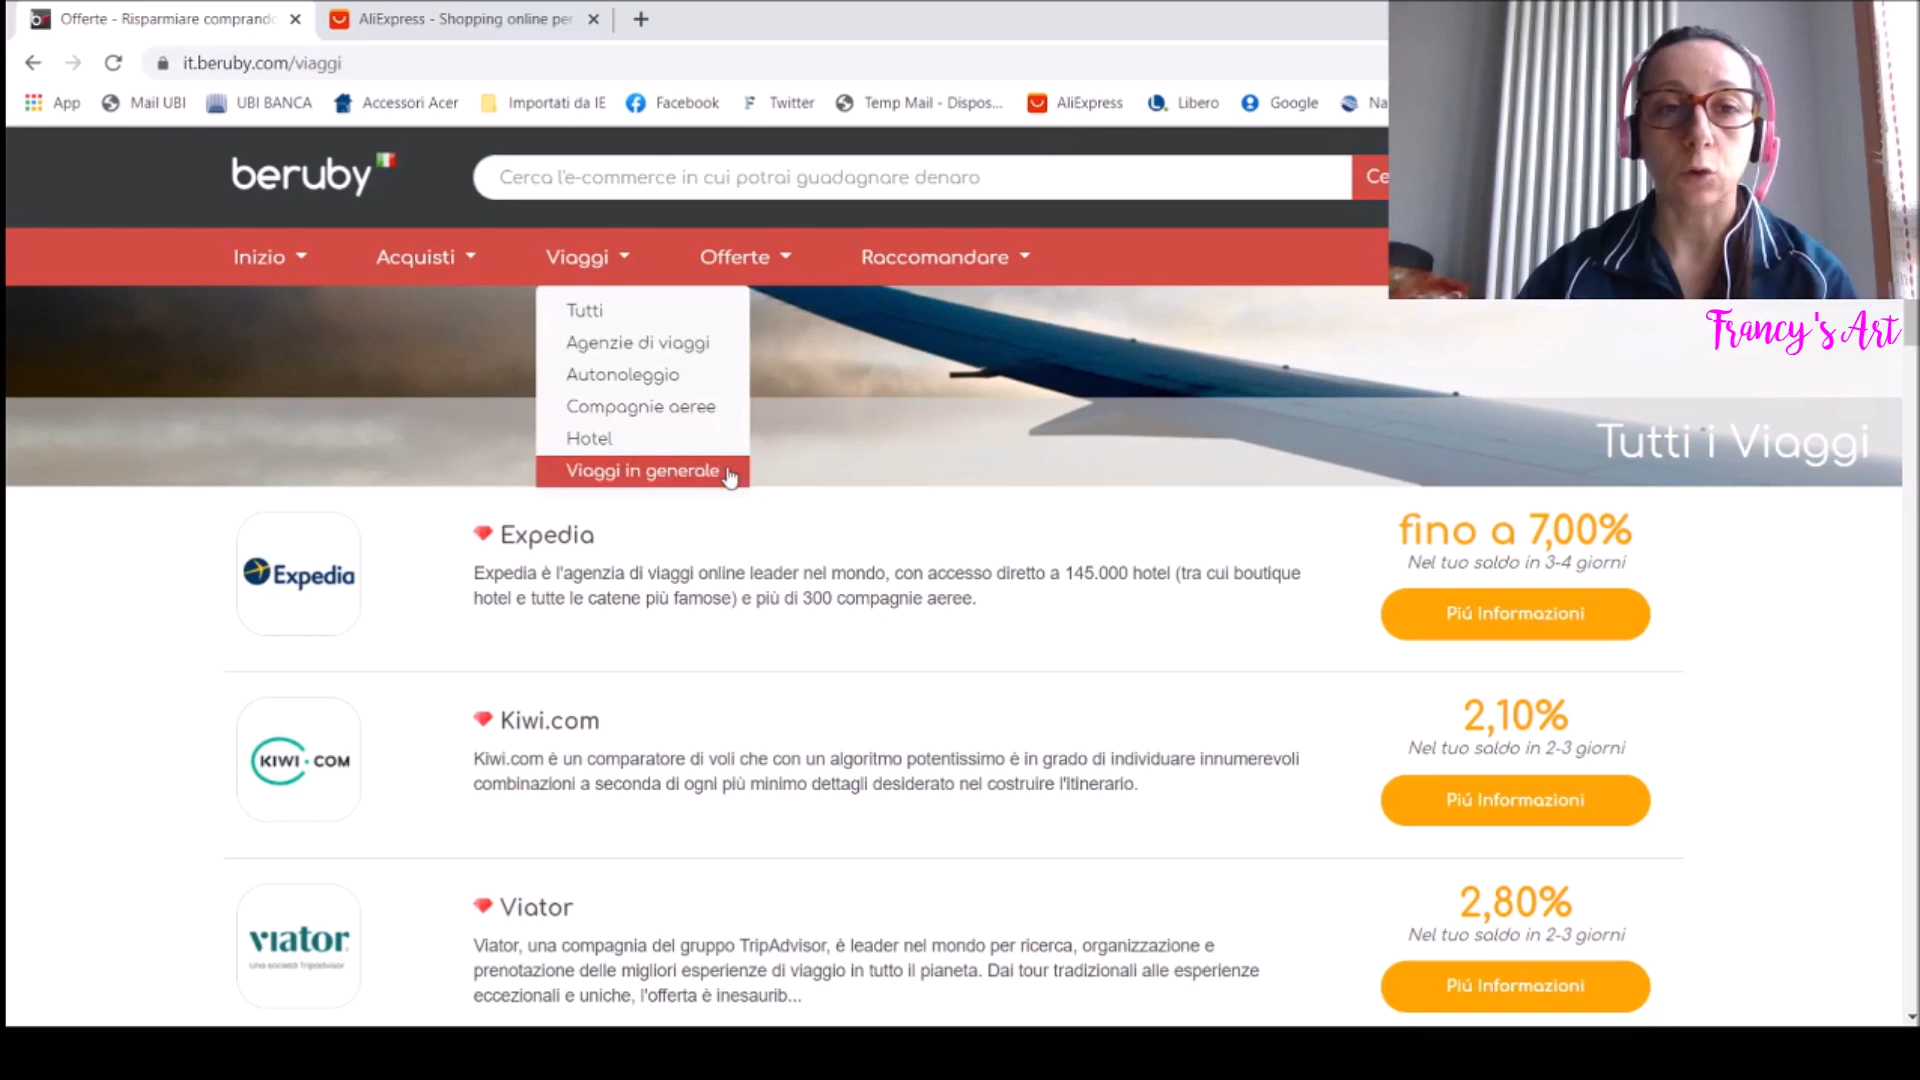 Offerte - Risparmiare comprando
AliExpress - Shopping online pe
it.beruby.com/viaggi
App
Mail UBI
UBI BANCA
Accessori Acer
Importati da IE
Facebook
Twitter
Temp Mail - Dispos...
AliExpress
Libero
Google
Na
beruby
Cerca l'e-commerce in cui potrai guadagnare denaro
Ce
Inizio
Acquisti
Viaggi
Offerte
Raccomandare
Francy's Art
Tutti
Agenzie di viaggi
Autonoleggio
Compagnie aeree
Hotel
Viaggi in generale
Tutti i Viaggi
Expedia
Expedia
Expedia è l'agenzia di viaggi online leader nel mondo, con accesso diretto a 145.000 hotel (tra cui boutique
hotel e tutte le catene più famose) e più di 300 compagnie aeree.
fino a 7,00%
Nel tuo saldo in 3-4 giorni
Piú Informazioni
KIWI.COM
Kiwi.com
Kiwi.com è un comparatore di voli che con un algoritmo potentissimo è in grado di individuare innumerevoli
combinazioni a seconda di ogni più minimo dettagli desiderato nel costruire l'itinerario.
2,10%
Nel tuo saldo in 2-3 giorni
Piú Informazioni
viator
una società Tripadvisor
Viator
Viator, una compagnia del gruppo TripAdvisor, è leader nel mondo per ricerca, organizzazione e
prenotazione delle migliori esperienze di viaggio in tutto il pianeta. Dai tour tradizionali alle esperienze
eccezionali e uniche, l'offerta è inesaurib...
2,80%
Nel tuo saldo in 2-3 giorni
Piú Informazioni